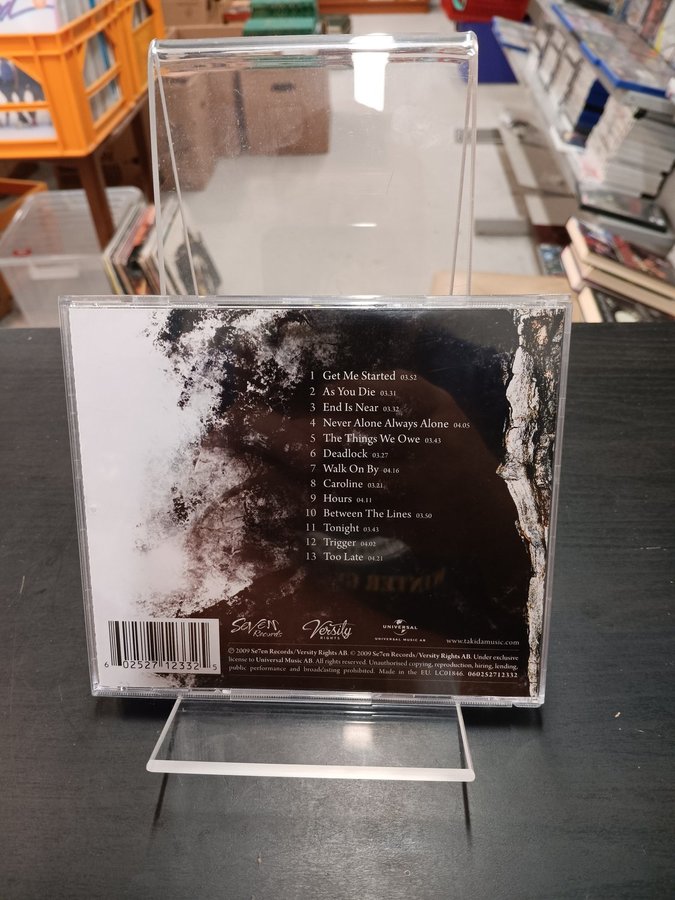 1 Get Me Started 03.52
2 As You Die 03.31
3 End Is Near 03.32
4 Never Alone Always Alone 04.05
5 The Things We Owe 03.43
6 Deadlock 03.27
7 Walk On By 04.16
8 Caroline 03.21
9 Hours 04.11
10 Between The Lines 03.50
11 Tonight 03.43
12 Trigger 04.02
13 Too Late 04.21
Se7en Records
Versity RIGHTS
UNIVERSAL
UNIVERSAL MUSIC AB
www.takidamusic.com
6 02527 12332 5
℗ 2009 Se7en Records/Versity Rights AB. © 2009 Se7en Records/Versity Rights AB. Under exclusive
license to Universal Music AB. All rights reserved. Unauthorised copying, reproduction, hiring, lending,
public performance and broadcasting prohibited. Made in the EU. LC01846. 060252712332